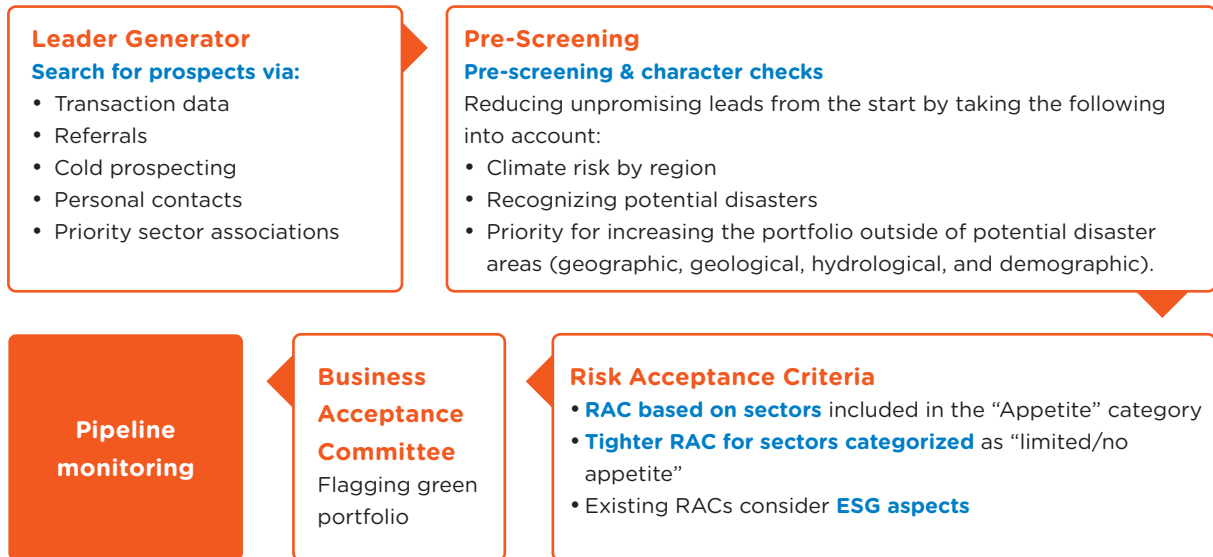 Leader Generator
Search for prospects via:
• Transaction data
• Referrals
• Cold prospecting
• Personal contacts
• Priority sector associations
Pre-Screening
Pre-screening & character checks
Reducing unpromising leads from the start by taking the following
into account:
• Climate risk by region
• Recognizing potential disasters
• Priority for increasing the portfolio outside of potential disaster
areas (geographic, geological, hydrological, and demographic).
Risk Acceptance Criteria
• RAC based on sectors included in the “Appetite” category
• Tighter RAC for sectors categorized as “limited/no
appetite”
• Existing RACs consider ESG aspects
Business
Acceptance
Committee
Flagging green
portfolio
Pipeline
monitoring